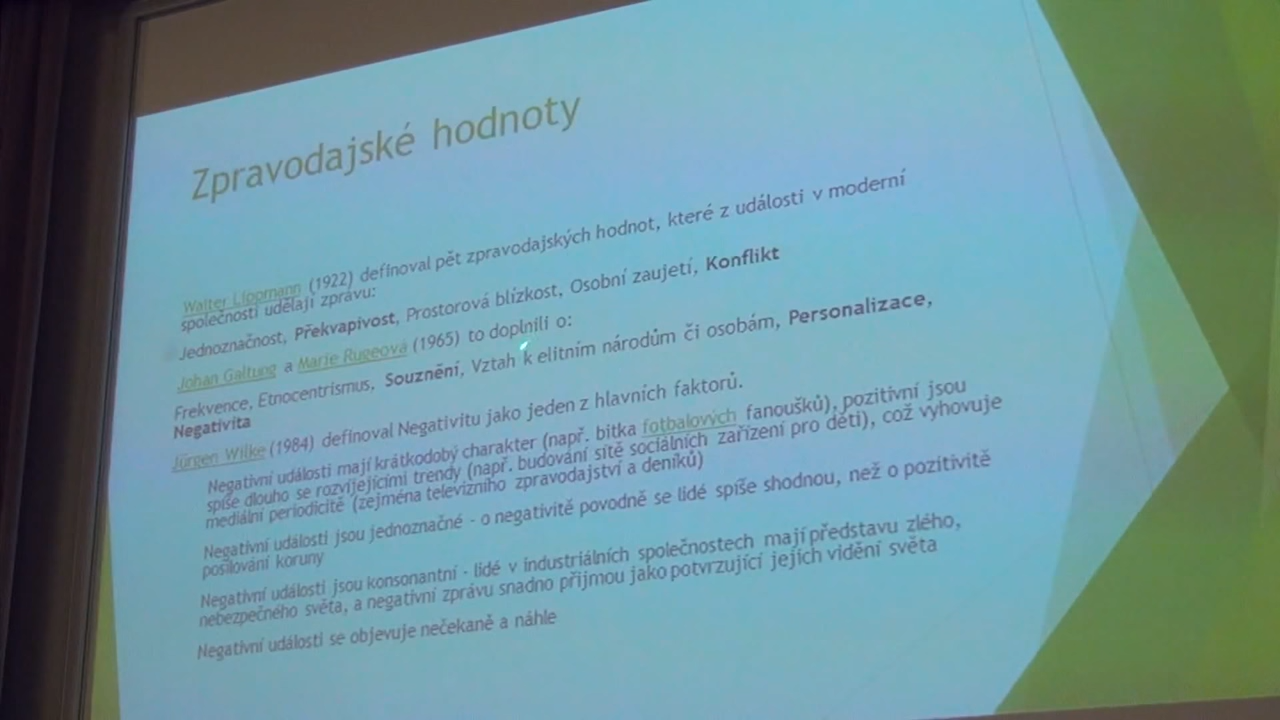 Zpravodajské hodnoty
Walter Lippmann (1922) definoval pět zpravodajských hodnot, které z události v moderní
společnosti udělají zprávu:
Jednoznačnost, Překvapivost, Prostorová blízkost, Osobní zaujetí, Konflikt
Johan Galtung a Marie Rugeová (1965) to doplnili o:
Frekvence, Etnocentrismus, Souznění, Vztah k elitním národům či osobám, Personalizace,
Negativita
Jürgen Wilke (1984) definoval Negativitu jako jeden z hlavních faktorů.
Negativní události mají krátkodobý charakter (např. bitka fotbalových fanoušků), pozitivní jsou
spíše dlouho se rozvíjejícími trendy (např. budování sítě sociálních zařízení pro děti), což vyhovuje
mediální periodicitě (zejména televizního zpravodajství a deníků)
Negativní události jsou jednoznačné - o negativitě povodně se lidé spíše shodnou, než o pozitivitě
posilování koruny
Negativní události jsou konsonantní - lidé v industriálních společnostech mají představu zlého,
nebezpečného světa, a negativní zprávu snadno přijmou jako potvrzující jejich vidění světa
Negativní události se objevuje nečekaně a náhle